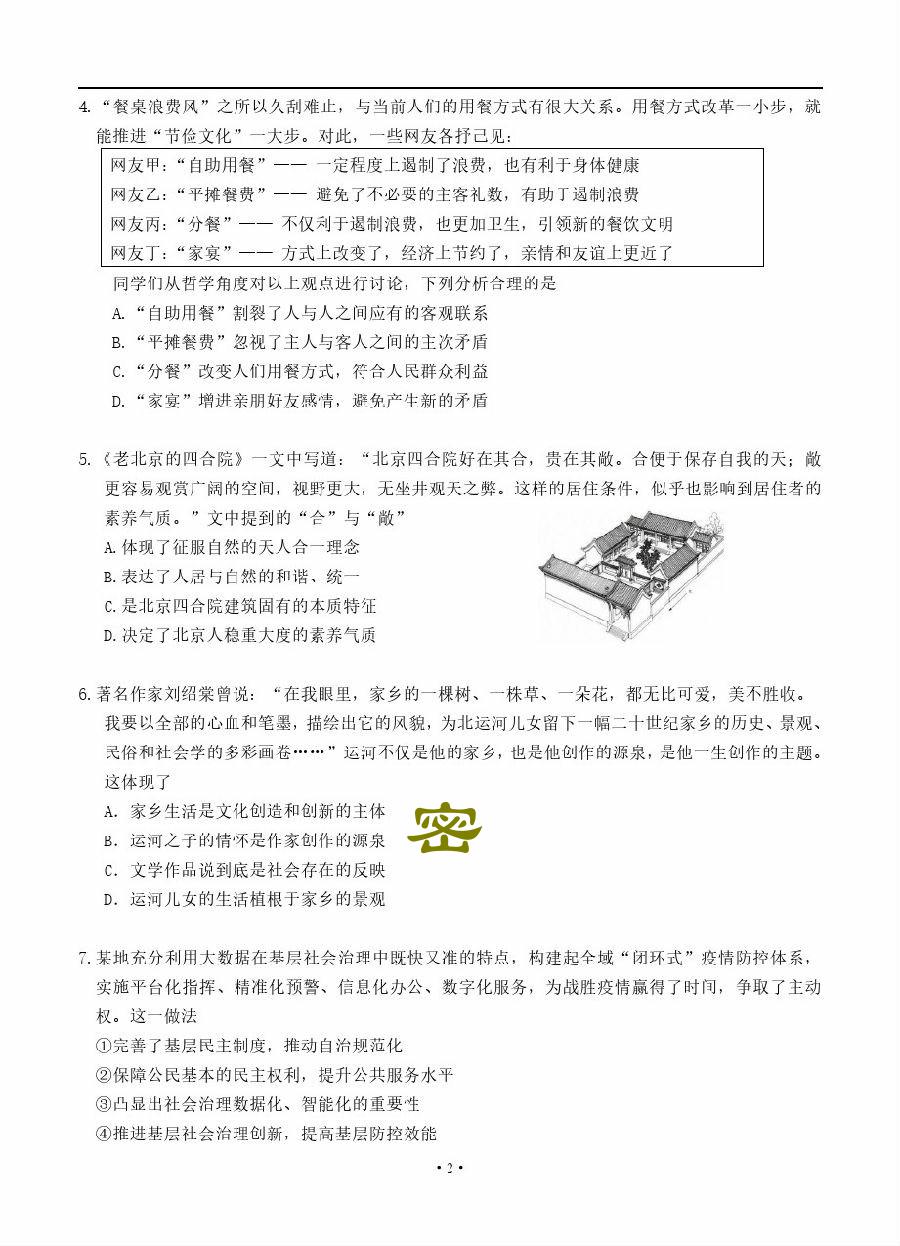 4. “餐桌浪费风”之所以久刮难止，与当前人们的用餐方式有很大关系。用餐方式改革一小步，就
能推进“节俭文化”一大步。对此，一些网友各抒己见：
网友甲：“自助用餐”—— 一定程度上遏制了浪费，也有利于身体健康
网友乙：“平摊餐费”—— 避免了不必要的主客礼数，有助于遏制浪费
网友丙：“分餐”—— 不仅利于遏制浪费，也更加卫生，引领新的餐饮文明
网友丁：“家宴”—— 方式上改变了，经济上节约了，亲情和友谊上更近了
同学们从哲学角度对以上观点进行讨论，下列分析合理的是
A. “自助用餐”割裂了人与人之间应有的客观联系
B. “平摊餐费”忽视了主人与客人之间的主次矛盾
C. “分餐”改变人们用餐方式，符合人民群众利益
D. “家宴”增进亲朋好友感情，避免产生新的矛盾
5. 《老北京的四合院》一文中写道：“北京四合院好在其合，贵在其敞。合便于保存自我的天；敞
更容易观赏广阔的空间，视野更大，无坐井观天之弊。这样的居住条件，似乎也影响到居住者的
素养气质。”文中提到的“合”与“敞”
A. 体现了征服自然的天人合一理念
B. 表达了人居与自然的和谐、统一
C. 是北京四合院建筑固有的本质特征
D. 决定了北京人稳重大度的素养气质
6. 著名作家刘绍棠曾说：“在我眼里，家乡的一棵树、一株草、一朵花，都无比可爱，美不胜收。
我要以全部的心血和笔墨，描绘出它的风貌，为北运河儿女留下一幅二十世纪家乡的历史、景观、
民俗和社会学的多彩画卷……”运河不仅是他的家乡，也是他创作的源泉，是他一生创作的主题。
这体现了
A. 家乡生活是文化创造和创新的主体
B. 运河之子的情怀是作家创作的源泉
C. 文学作品说到底是社会存在的反映
D. 运河儿女的生活植根于家乡的景观
密
7. 某地充分利用大数据在基层社会治理中既快又准的特点，构建起全域“闭环式”疫情防控体系，
实施平台化指挥、精准化预警、信息化办公、数字化服务，为战胜疫情赢得了时间，争取了主动
权。这一做法
①完善了基层民主制度，推动自治规范化
②保障公民基本的民主权利，提升公共服务水平
③凸显出社会治理数据化、智能化的重要性
④推进基层社会治理创新，提高基层防控效能
• 2 •